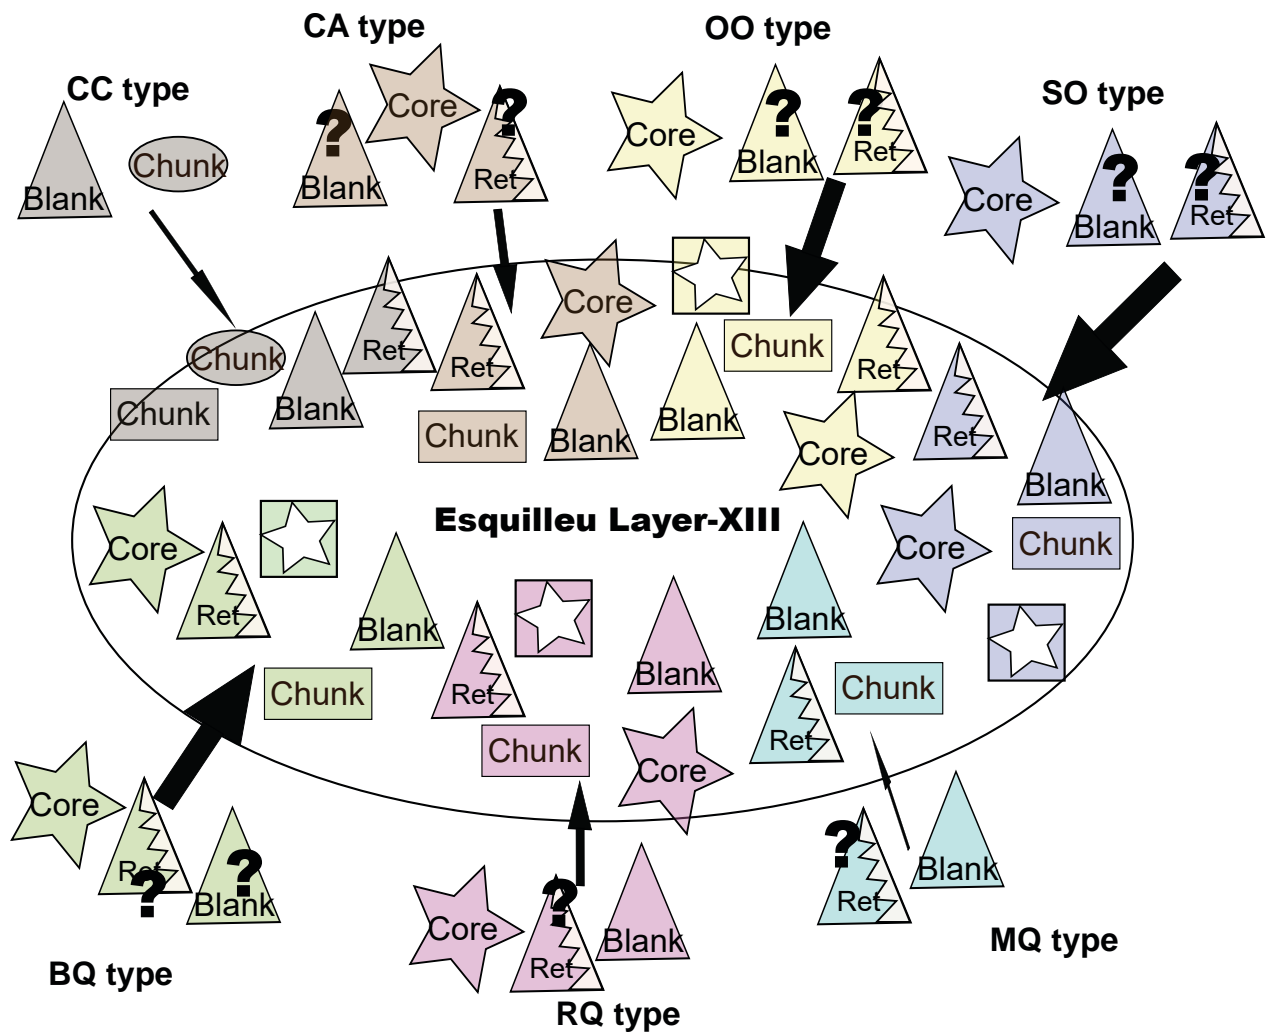 CA type
OO type
CC type
SO type
Core
Core
Chunk
Blank
?
Blank
?
Ret
?
Blank
?
Ret
Core
?
Blank
?
Ret
Blank
Core
Chunk
Chunk
Ret
Ret
Ret
Chunk
Blank
Chunk
Blank
Blank
Core
Ret
Blank
Esquilleu Layer-XIII
Core
Core
Chunk
Ret
Blank
Blank
Blank
Chunk
Ret
Chunk
Ret
Chunk
Core
Core
Ret
?
?
Blank
BQ type
Core
?
Ret
Blank
RQ type
?
Ret
Blank
MQ type